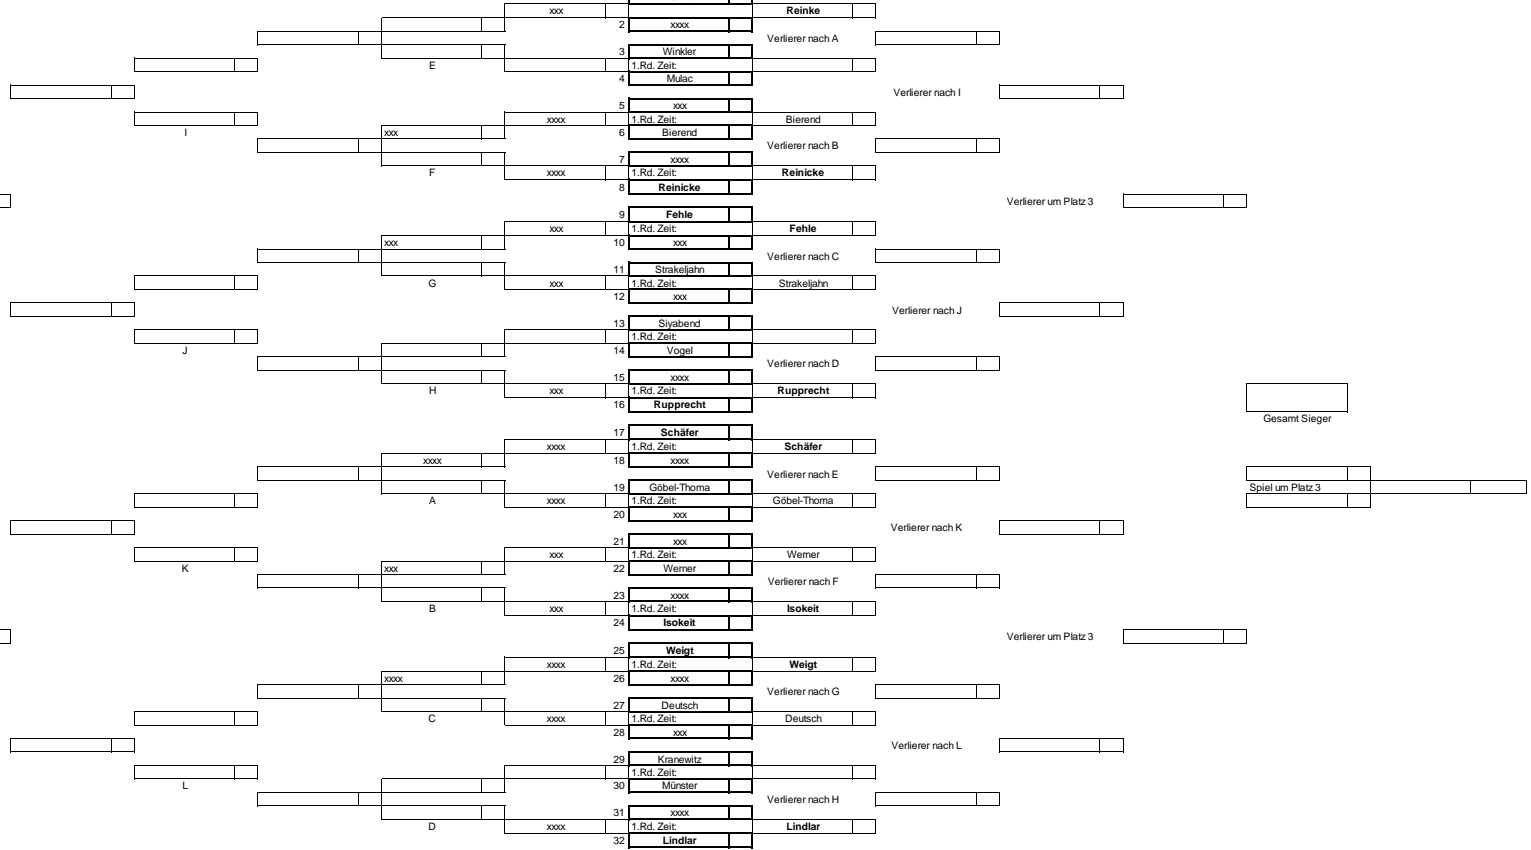 xxx Reinke
2 xxxx
Verlierer nach A
3 Winkler
E 1.Rd. Zeit:
4 Mulac
Verlierer nach I
5 xxx
xxxx 1.Rd. Zeit: Bierend
I xxx 6 Bierend
Verlierer nach B
7 xxxx
F xxxx 1.Rd. Zeit: Reinicke
8 Reinicke
Verlierer um Platz 3
9 Fehle
xxx 1.Rd. Zeit: Fehle
xxx 10 xxx
Verlierer nach C
11 Strakeljahn
G xxx 1.Rd. Zeit: Strakeljahn
12 xxx
Verlierer nach J
13 Siyabend
1.Rd. Zeit:
J 14 Vogel
Verlierer nach D
15 xxxx
H xxx 1.Rd. Zeit: Rupprecht
16 Rupprecht
Gesamt Sieger
17 Schäfer
xxxx 1.Rd. Zeit: Schäfer
xxxx 18 xxxx
Verlierer nach E
19 Göbel-Thoma Spiel um Platz 3
A xxxx 1.Rd. Zeit: Göbel-Thoma
20 xxx
Verlierer nach K
21 xxx
xxx 1.Rd. Zeit: Werner
K xxx 22 Werner
Verlierer nach F
23 xxxx
B xxx 1.Rd. Zeit: Isokeit
24 Isokeit
Verlierer um Platz 3
25 Weigt
xxxx 1.Rd. Zeit: Weigt
xxxx 26 xxxx
Verlierer nach G
27 Deutsch
C xxxx 1.Rd. Zeit: Deutsch
28 xxx
Verlierer nach L
29 Kranewitz
1.Rd. Zeit:
L 30 Münster
Verlierer nach H
31 xxxx
D xxxx 1.Rd. Zeit: Lindlar
32 Lindlar